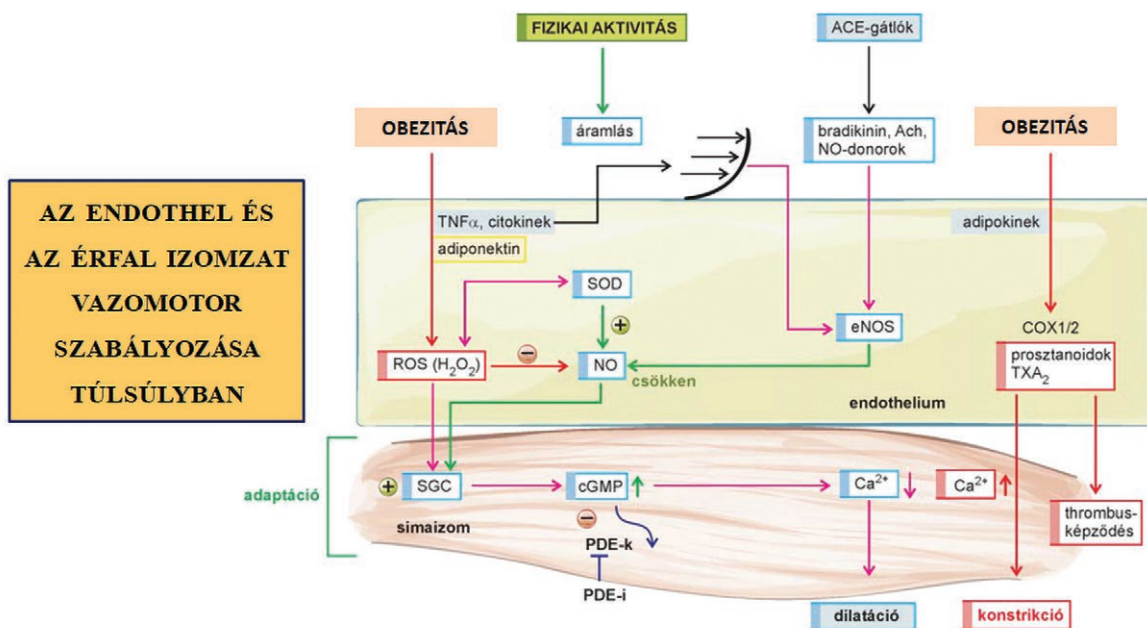 FIZIKAI AKTIVITÁS
ACE-gátlók
OBEZITÁS
áramlás
bradikinin, Ach,
NO-donorok
OBEZITÁS
AZ ENDOTHEL ÉS
AZ ÉRFAL IZOMZAT
VAZOMOTOR
SZABÁLYOZÁSA
TÚLSÚLYBAN
TNFα, citokinek
adiponektin
adipokinek
SOD
+
eNOS
COX1/2
ROS (H₂O₂)
−
NO
csökken
prosztanoidok
TXA₂
endothelium
adaptáció
+
SGC
cGMP
Ca²⁺
Ca²⁺
simaizom
−
PDE-k
PDE-i
thrombus-
képződés
dilatáció
konstrikció